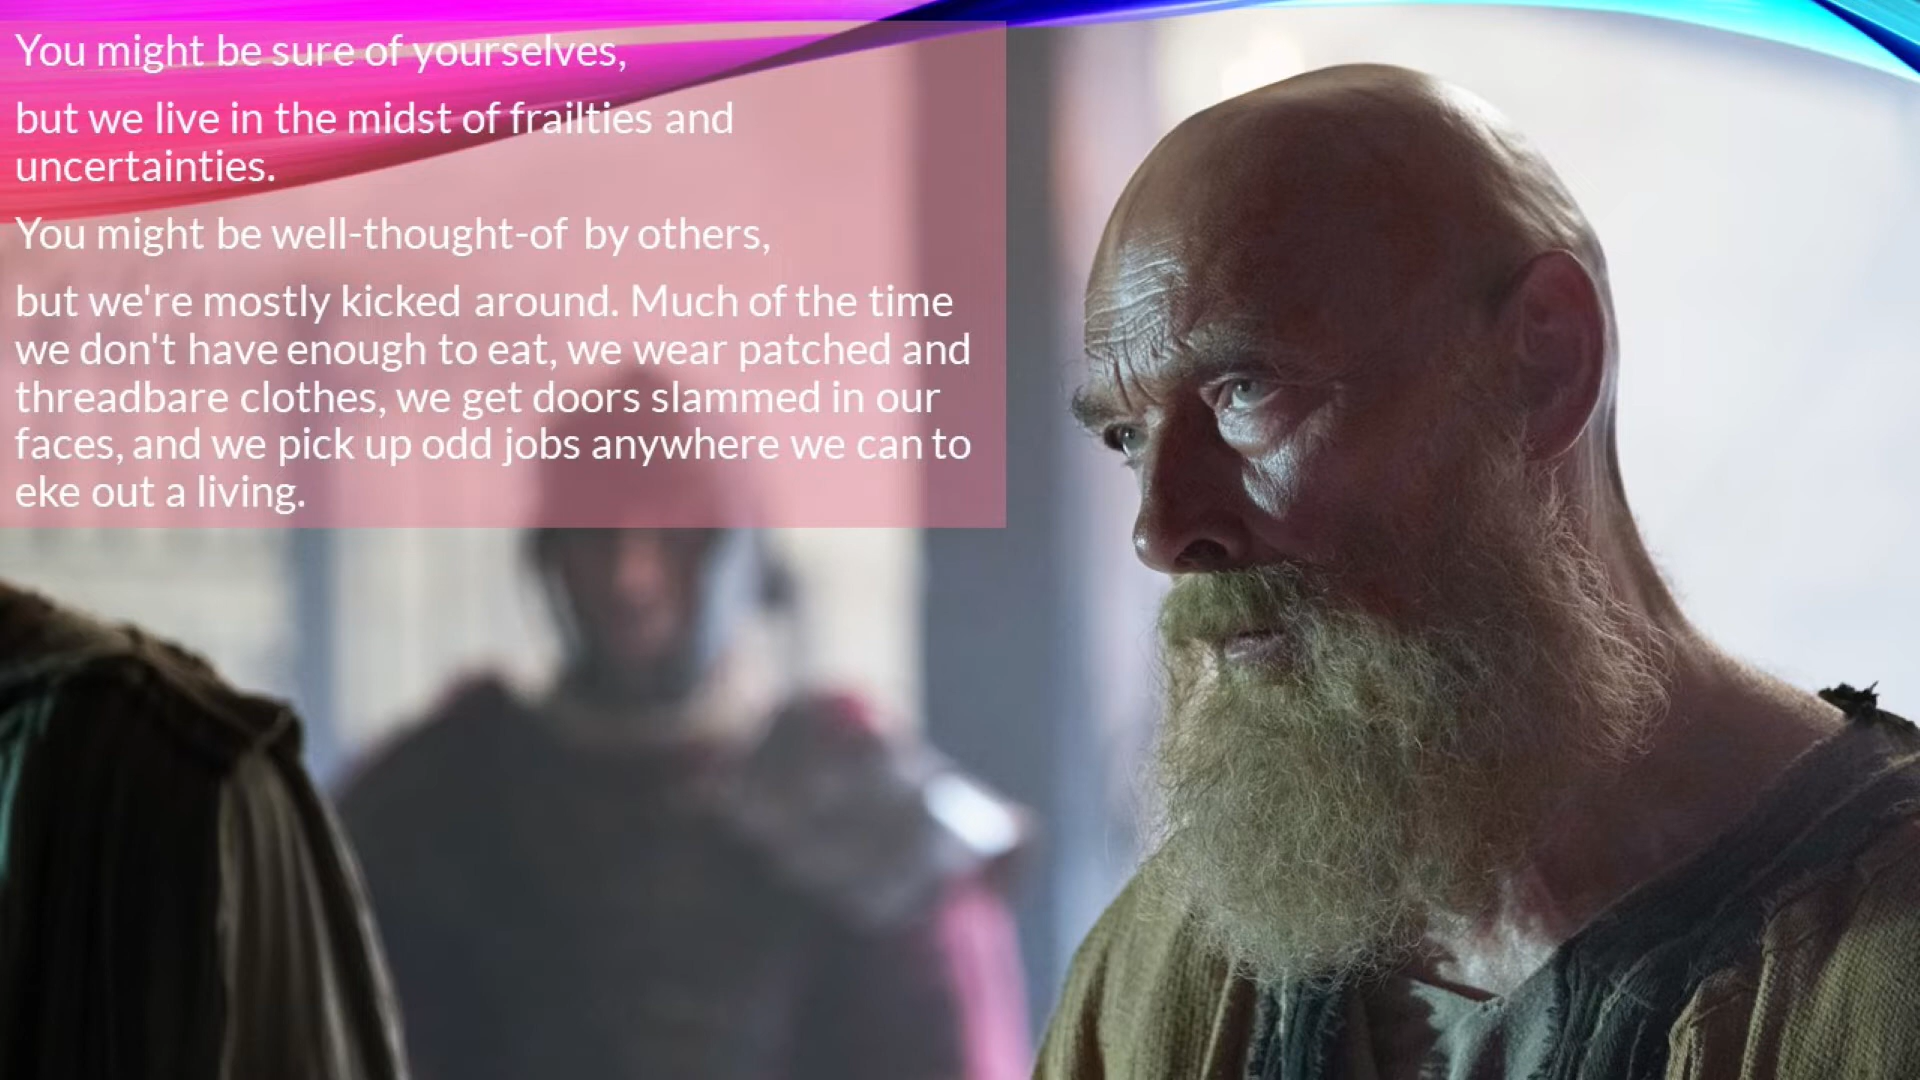 You might be sure of yourselves,
but we live in the midst of frailties and
uncertainties.
You might be well-thought-of by others,
but we're mostly kicked around. Much of the time
we don't have enough to eat, we wear patched and
threadbare clothes, we get doors slammed in our
faces, and we pick up odd jobs anywhere we can to
eke out a living.